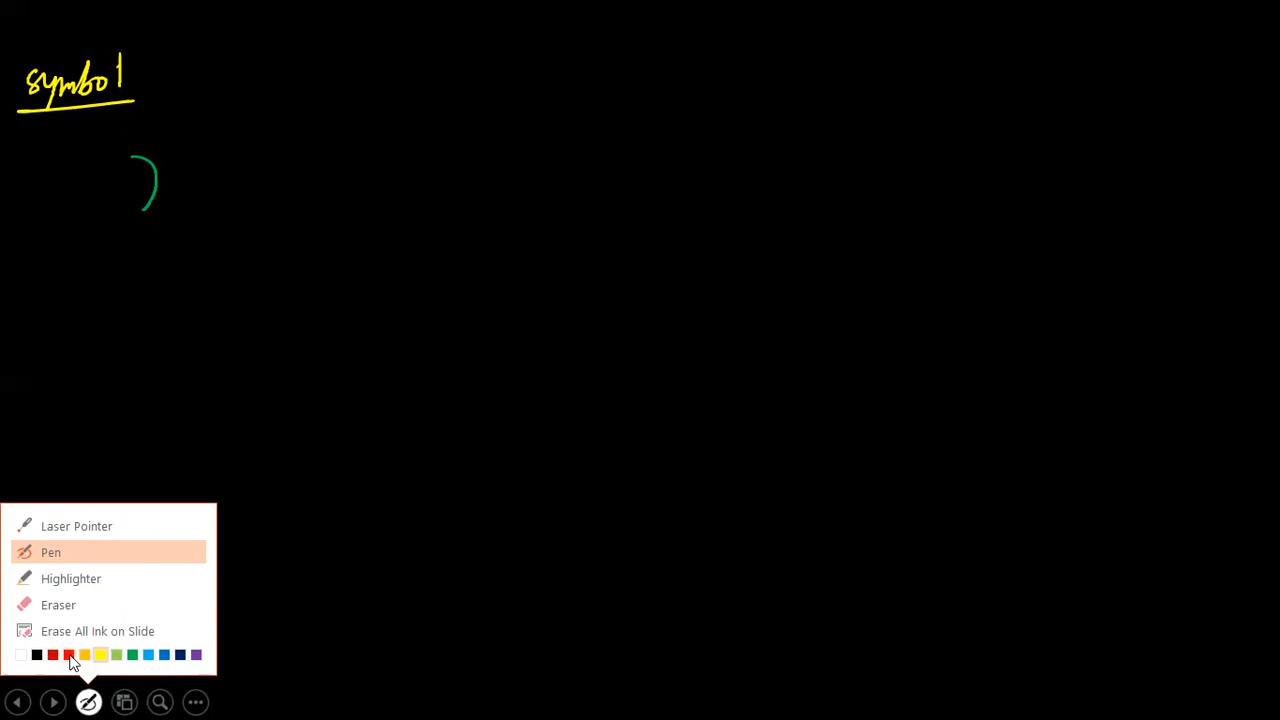 symbol
)
Laser Pointer
Pen
Highlighter
Eraser
Erase All Ink on Slide